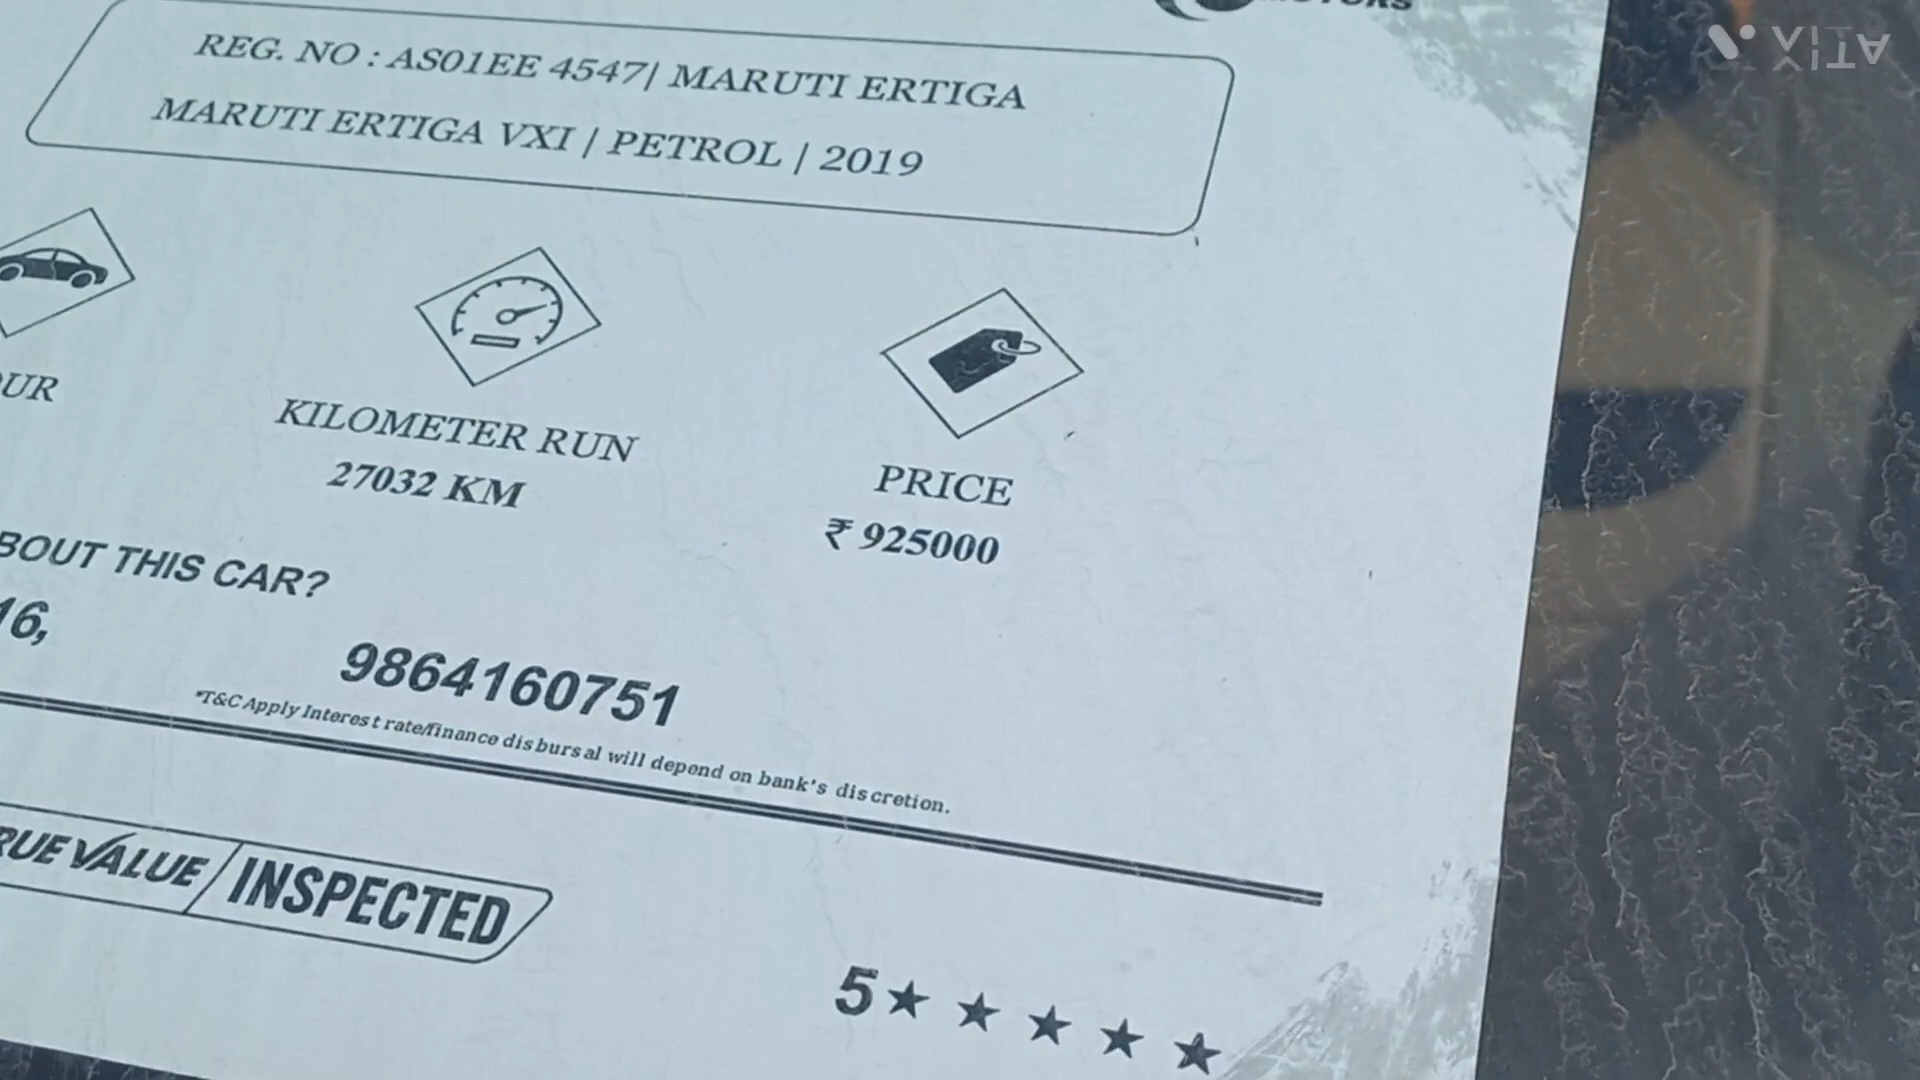 REG. NO : AS01EE 4547/ MARUTI ERTIGA
MARUTI ERTIGA VXI / PETROL / 2019
KILOMETER RUN
27032 KM
PRICE
₹ 925000
BOUT THIS CAR?
16,
9864160751
*T&C Apply Interest rate/finance disbursal will depend on bank's discretion.
RUE VALUE / INSPECTED
5★ ★ ★ ★ ★